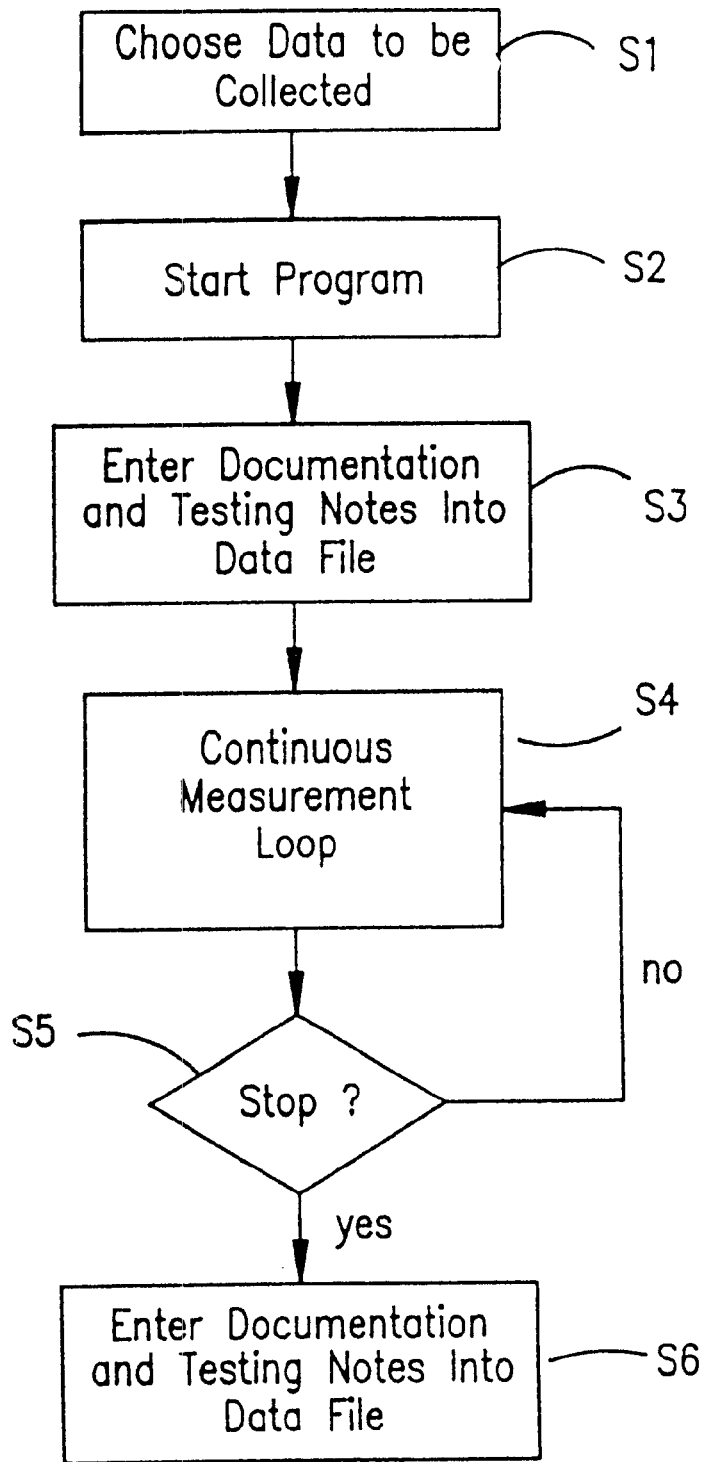 Choose Data to be
Collected
S1
Start Program
S2
Enter Documentation
and Testing Notes Into
Data File
S3
Continuous
Measurement
Loop
S4
no
S5
Stop ?
yes
Enter Documentation
and Testing Notes Into
Data File
S6